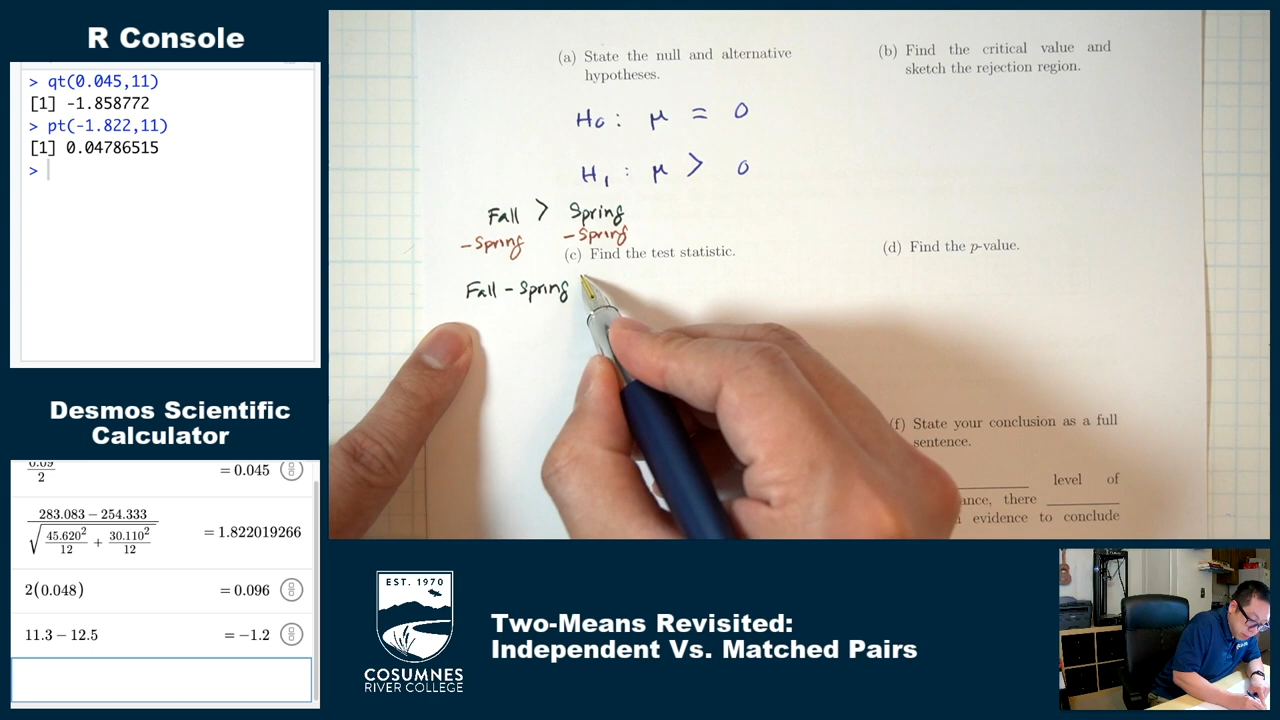 R Console
> qt(0.045,11)
[1] -1.858772
> pt(-1.822,11)
[1] 0.04786515
>
Desmos Scientific
Calculator
0.09/2 = 0.045
(283.083 − 254.333)/√(45.620²/12 + 30.110²/12) = 1.822019266
2(0.048) = 0.096
11.3 − 12.5 = −1.2
(a) State the null and alternative
hypotheses.
H₀ : μ = 0
H₁ : μ > 0
Fall > Spring
-Spring -Spring
(c) Find the test statistic.
Fall - Spring
(b) Find the critical value and
sketch the rejection region.
(d) Find the p-value.
(f) State your conclusion as a full
sentence.
level of
there
evidence to conclude
EST. 1970
COSUMNES
RIVER COLLEGE
Two-Means Revisited:
Independent Vs. Matched Pairs